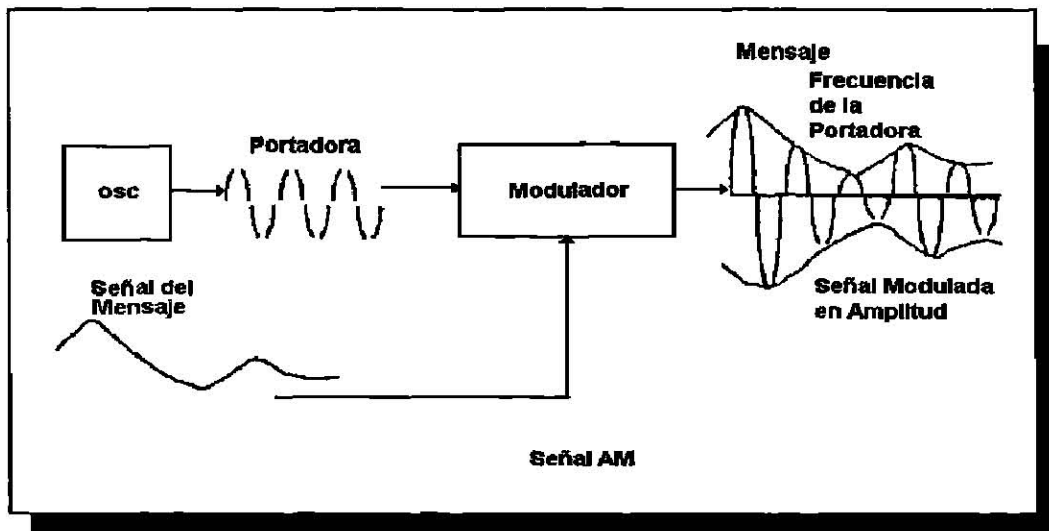 Mensaje
Frecuencia
de la
Portadora
Portadora
osc
Modulador
Señal del
Mensaje
Señal Modulada
en Amplitud
Señal AM